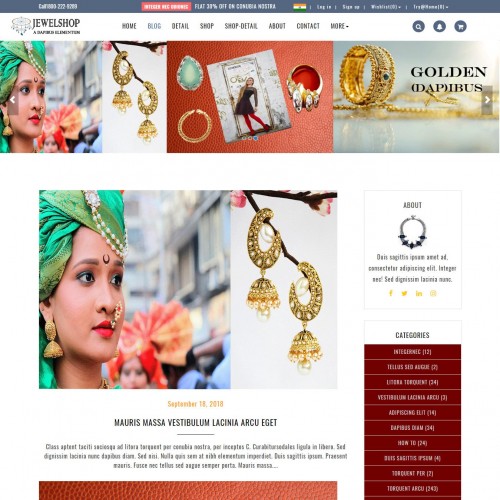 Call1800-222-9289
INTEGER NEC ODIO
FLAT 30% OFF ON CONUBIA NOSTRA
Log in
Sign up
Wishlist(0)
Try@Home(0)
JEWELSHOP
A DAPIBUS ELEMENTUM
HOME
BLOG
DETAIL
SHOP
SHOP-DETAIL
ABOUT
CONTACT
MORE
GOLDEN
(DAP)IBUS
September 19, 2018
MAURIS MASSA VESTIBULUM LACINIA ARCU EGET
Class aptent taciti sociosqu ad litora torquent per conubia nostra, per inceptos C. Curabitursodales ligula in libero. Sed
dignissim lacinia nunc dapibus diam. Sed nisi. Nulla quis sem at nibh elementum imperdiet. Duis sagittis ipsum. Praesent
mauris. Fusce nec tellus sed augue semper porta. Mauris massa....
ABOUT
Duis sagittis ipsum amet ad,
consectetur adipiscing elit. Integer
nec! Sed dignissim lacinia nunc.
CATEGORIES
INTEGERNEC (12)
TELLUS SED AUGUE (2)
LITORA TORQUENT (34)
VESTIBULUM LACINIA ARCU (3)
ADIPISCING ELIT (14)
DAPIBUS DIAM (34)
HOW TO (24)
DUIS SAGITTIS IPSUM (4)
TORQUENT PER (2)
TORQUENT ARCU (243)